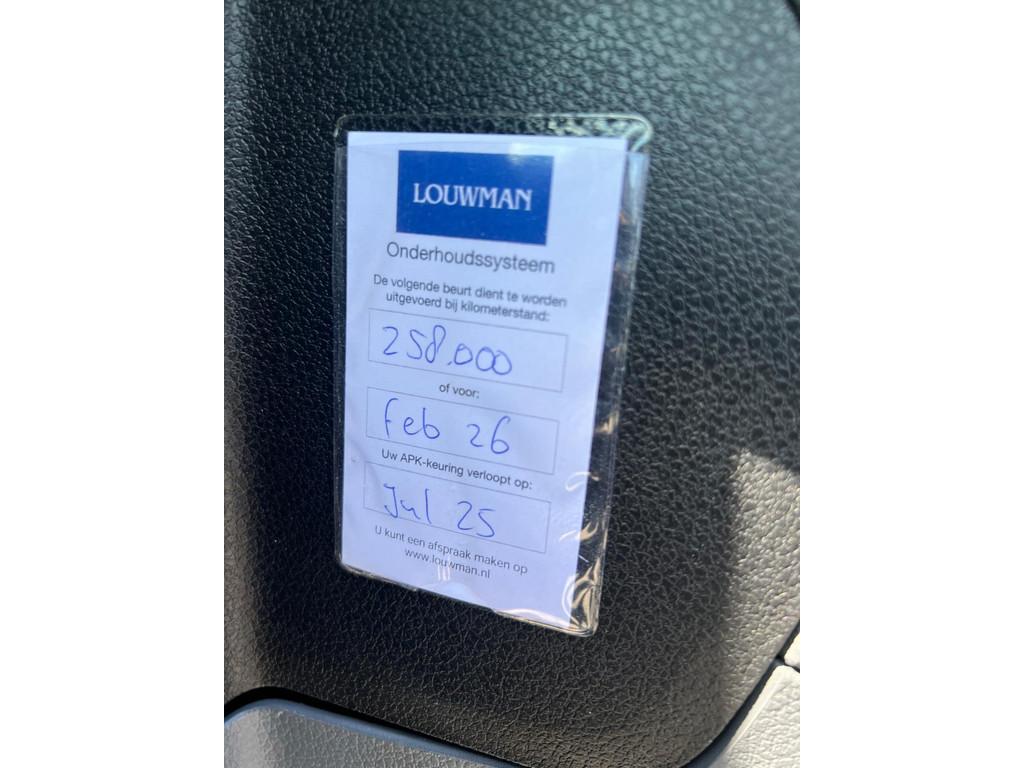 LOUWMAN
Onderhoudssysteem
De volgende beurt dient te worden
uitgevoerd bij kilometerstand:
258.000
of voor:
feb 26
Uw APK-keuring verloopt op:
Jul 25
U kunt een afspraak maken op
www.louwman.nl